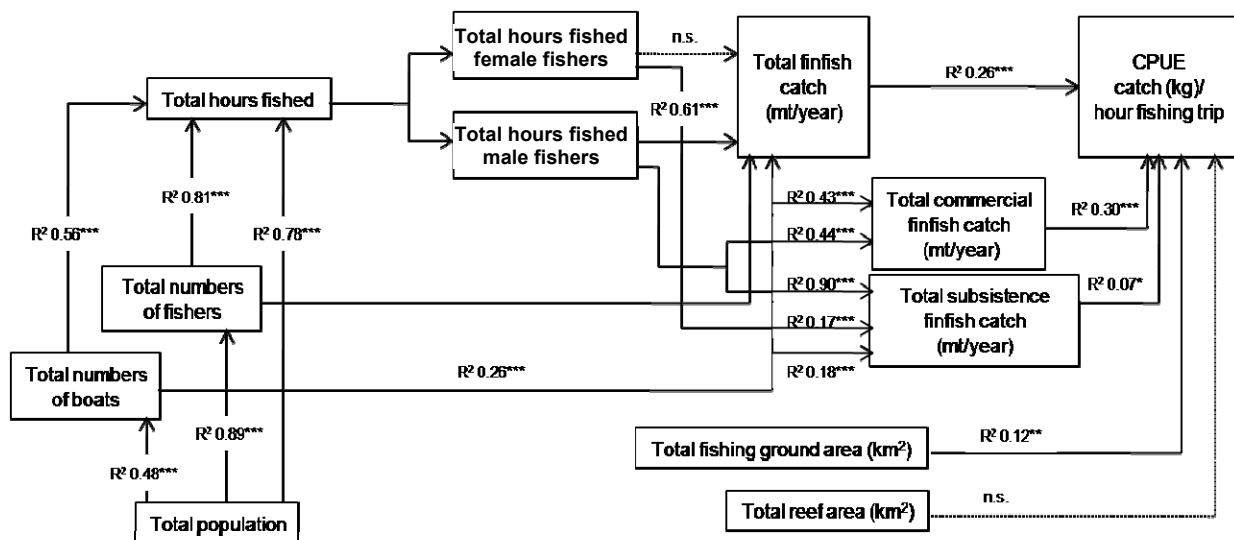 Total hours fished
female fishers
n.s.
Total finfish
catch
(mt/year)
R² 0.26***
CPUE
catch (kg)/
hour fishing trip
Total hours fished
R² 0.61***
Total hours fished
male fishers
R² 0.56***
R² 0.81***
R² 0.78***
R² 0.43***
Total commercial
finfish catch
(mt/year)
R² 0.30***
R² 0.44***
Total numbers
of fishers
R² 0.90***
Total subsistence
finfish catch
(mt/year)
R² 0.07*
R² 0.17***
Total numbers
of boats
R² 0.26***
R² 0.18***
R² 0.89***
R² 0.48***
Total fishing ground area (km²)
R² 0.12**
Total reef area (km²)
n.s.
Total population